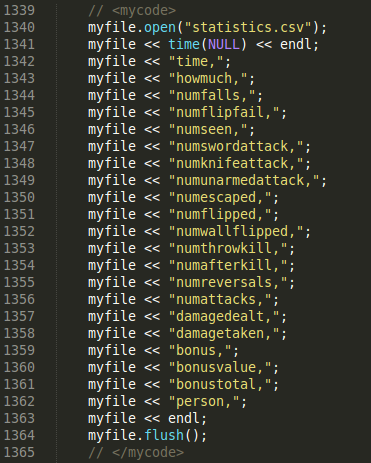 1339 // <mycode>
1340 myfile.open("statistics.csv");
1341 myfile << time(NULL) << endl;
1342 myfile << "time,";
1343 myfile << "howmuch,";
1344 myfile << "numfalls,";
1345 myfile << "numflipfail,";
1346 myfile << "numseen,";
1347 myfile << "numswordattack,";
1348 myfile << "numknifeattack,";
1349 myfile << "numunarmedattack,";
1350 myfile << "numescaped,";
1351 myfile << "numflipped,";
1352 myfile << "numwallflipped,";
1353 myfile << "numthrowkill,";
1354 myfile << "numafterkill,";
1355 myfile << "numreversals,";
1356 myfile << "numattacks,";
1357 myfile << "damagedealt,";
1358 myfile << "damagetaken,";
1359 myfile << "bonus,";
1360 myfile << "bonusvalue,";
1361 myfile << "bonustotal,";
1362 myfile << "person,";
1363 myfile << endl;
1364 myfile.flush();
1365 // </mycode>